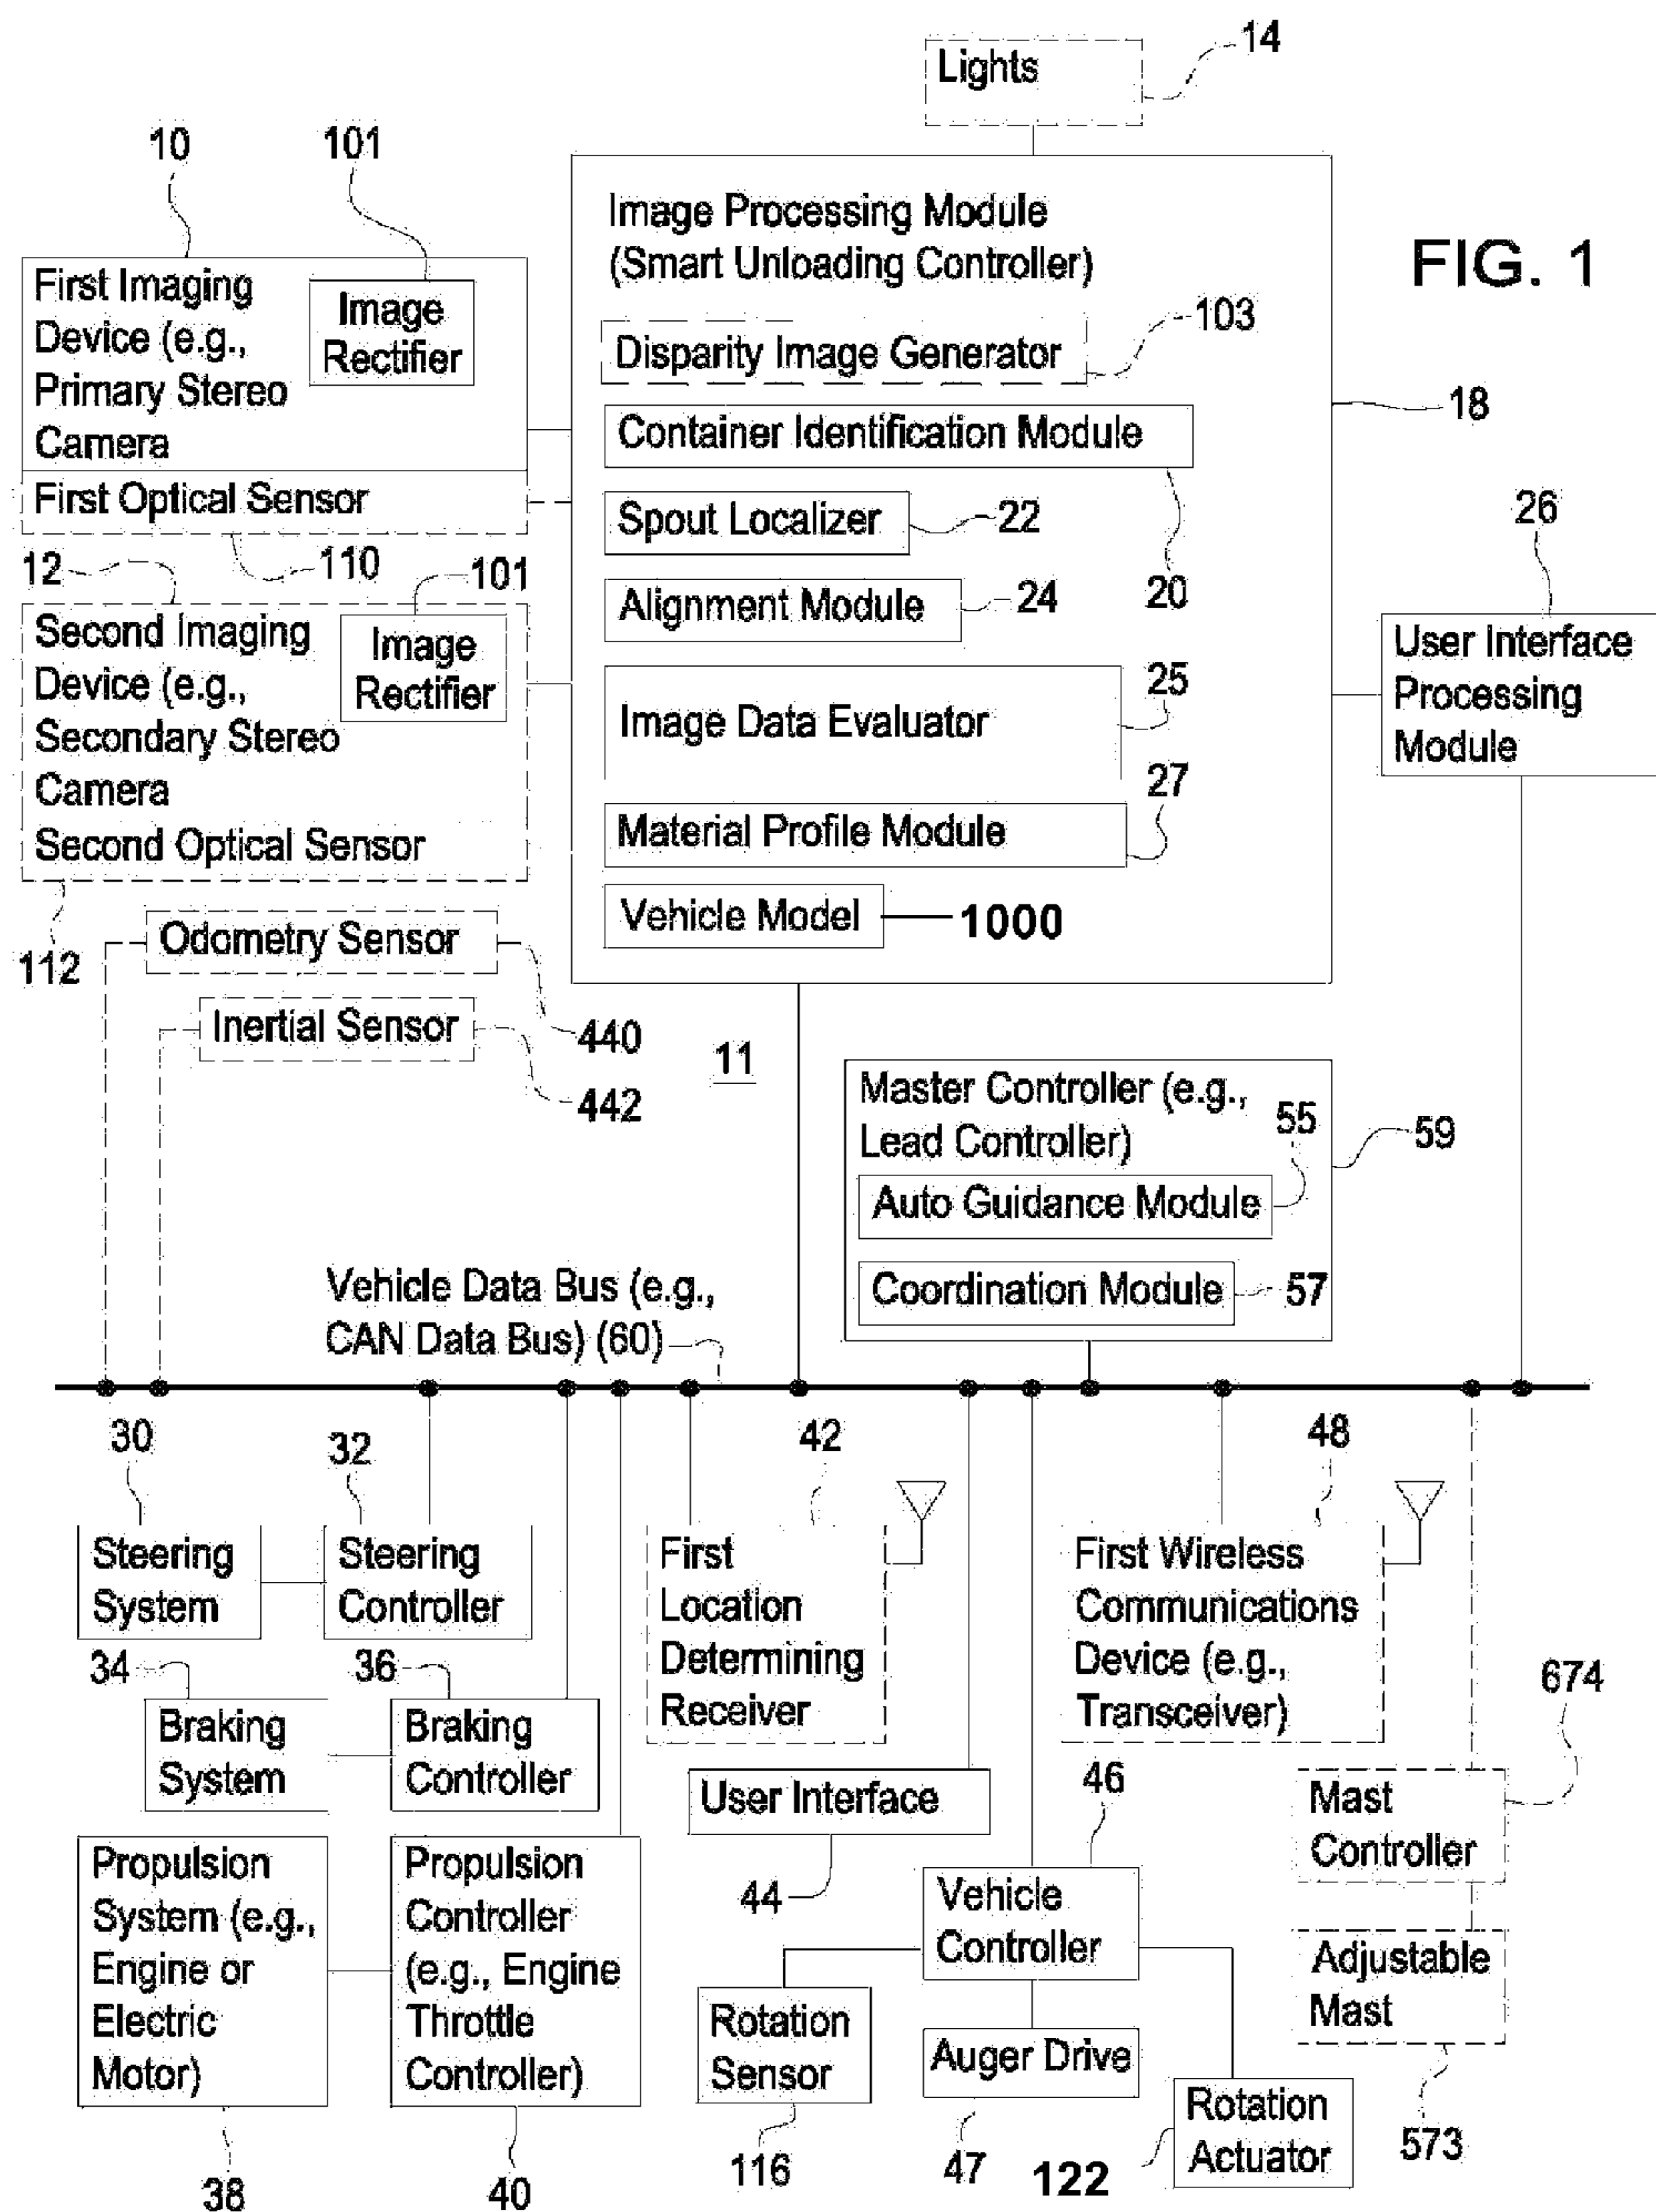 Lights
14
FIG. 1
10
101
First Imaging
Device (e.g.,
Primary Stereo
Camera
Image
Rectifier
First Optical Sensor
110
12
101
Second Imaging
Device (e.g.,
Secondary Stereo
Camera
Image
Rectifier
Second Optical Sensor
112
Image Processing Module
(Smart Unloading Controller)
Disparity Image Generator
103
Container Identification Module
18
Spout Localizer
22
20
Alignment Module
24
Image Data Evaluator
25
Material Profile Module
27
Vehicle Model
1000
26
User Interface
Processing
Module
Odometry Sensor
440
Inertial Sensor
442
11
Master Controller (e.g.,
Lead Controller)
55
59
Auto Guidance Module
Coordination Module
57
Vehicle Data Bus (e.g.,
CAN Data Bus) (60)
30
Steering
System
32
Steering
Controller
34
Braking
System
36
Braking
Controller
Propulsion
System (e.g.,
Engine or
Electric
Motor)
38
Propulsion
Controller
(e.g., Engine
Throttle
Controller)
40
42
First
Location
Determining
Receiver
User Interface
44
46
Vehicle
Controller
Rotation
Sensor
116
Auger Drive
47
122
Rotation
Actuator
48
First Wireless
Communications
Device (e.g.,
Transceiver)
674
Mast
Controller
Adjustable
Mast
573